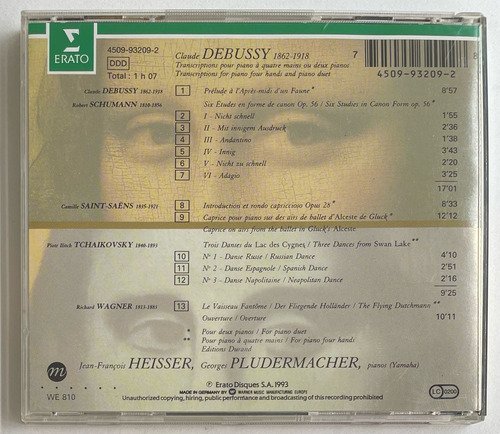 ERATO
4509-93209-2
DDD
Total : 1 h 07
Claude DEBUSSY 1862-1918
Transcriptions pour piano à quatre mains ou deux pianos
Transcriptions for piano four hands and piano duet
7
4509-93209-2
Claude DEBUSSY 1862-1918 1 Prélude à l'Après-midi d'un Faune* 8'57
Robert SCHUMANN 1810-1856 Six Etudes en forme de canon Op. 56 / Six Studies in Canon Form op. 56*
2 I - Nicht schnell 1'55
3 II - Mit innigem Ausdruck 2'36
4 III - Andantino 1'38
5 IV - Innig 3'43
6 V - Nicht zu schnell 2'20
7 VI - Adagio 3'25
17'01
Camille SAINT-SAËNS 1835-1921 8 Introduction et rondo capriccioso Opus 28* 8'33
9 Caprice pour piano sur des airs de ballet d'Alceste de Gluck* 12'12
Caprice on airs from the ballet in Gluck's Alceste
Piotr Ilitch TCHAIKOVSKY 1840-1893 Trois Danses du Lac des Cygnes / Three Dances from Swan Lake**
10 N° 1 - Danse Russe / Russian Dance 4'10
11 N° 2 - Danse Espagnole / Spanish Dance 2'51
12 N° 3 - Danse Napolitaine / Neapolitan Dance 2'16
9'25
Richard WAGNER 1813-1883 13 Le Vaisseau Fantôme / Der Fliegende Holländer / The Flying Dutchmann**
Ouverture / Overture 10'11
* Pour deux pianos / For piano duet
** Pour piano à quatre mains / For piano four hands
Editions Durand
Jean-François HEISSER, Georges PLUDERMACHER, pianos (Yamaha)
m
WE 810
℗ Erato Disques S.A. 1993
MADE IN GERMANY BY WARNER MUSIC MANUFACTURING EUROPE
Unauthorized copying, hiring, public performance and broadcasting of this recording prohibited
LC 0200